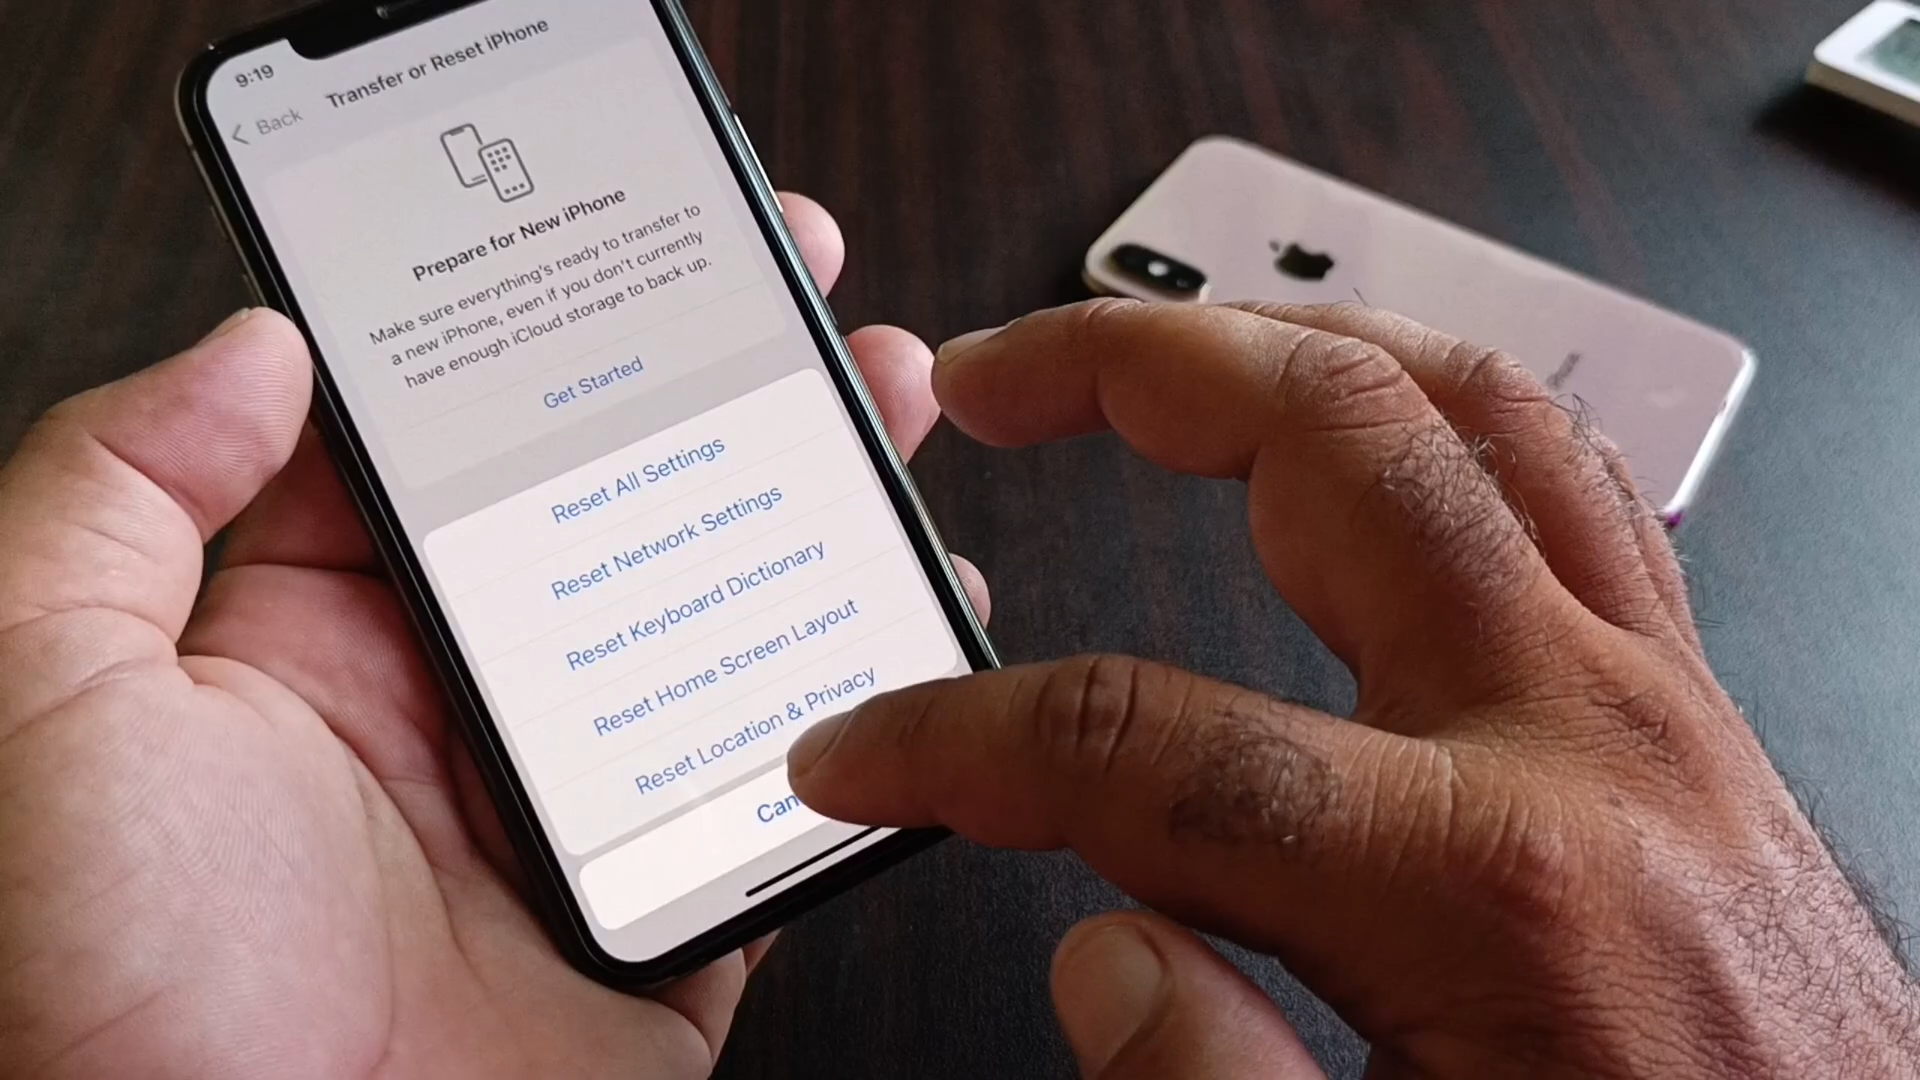 9:19
Back
Transfer or Reset iPhone
Prepare for New iPhone
Make sure everything's ready to transfer to
a new iPhone, even if you don't currently
have enough iCloud storage to back up.
Get Started
Reset All Settings
Reset Network Settings
Reset Keyboard Dictionary
Reset Home Screen Layout
Reset Location & Privacy
Can